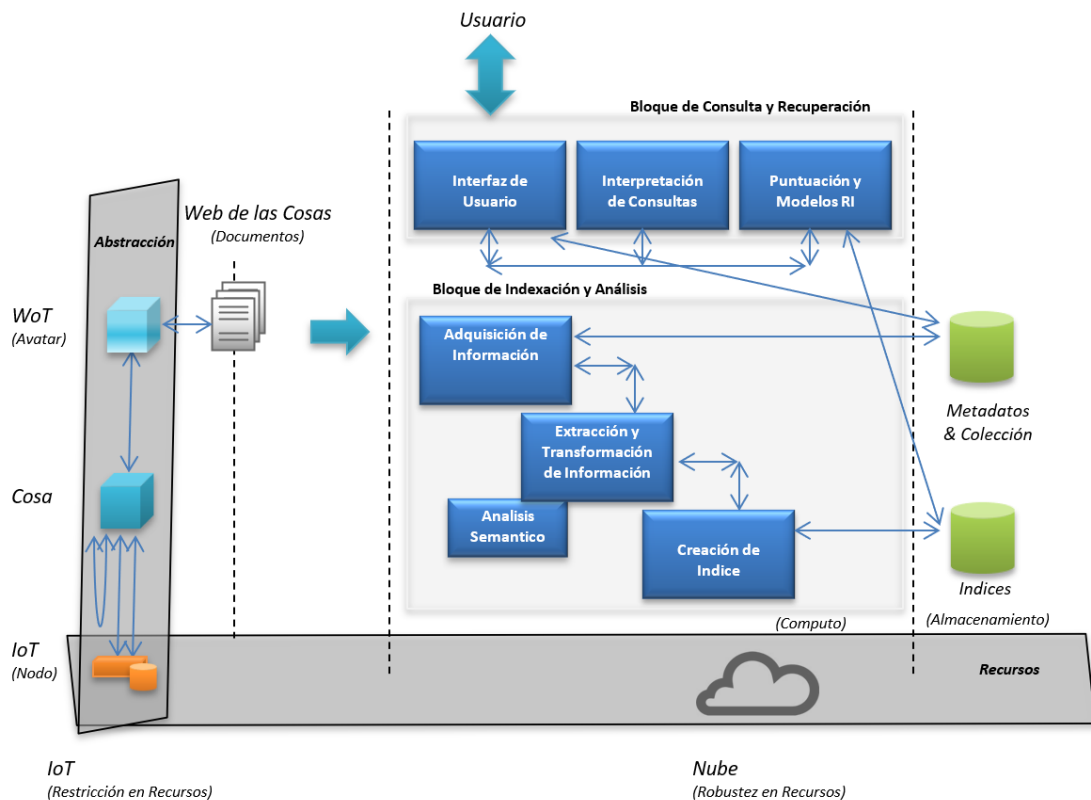 Usuario
Bloque de Consulta y Recuperación
Interfaz de
Usuario
Interpretación
de Consultas
Puntuación y
Modelos RI
Abstracción
Web de las Cosas
(Documentos)
Bloque de Indexación y Análisis
WoT
(Avatar)
Adquisición de
Información
Metadatos
& Colección
Extracción y
Transformación
de Información
Cosa
Analisis
Semantico
Creación de
Indice
Indices
(Computo)
(Almacenamiento)
IoT
(Nodo)
Recursos
IoT
(Restricción en Recursos)
Nube
(Robustez en Recursos)